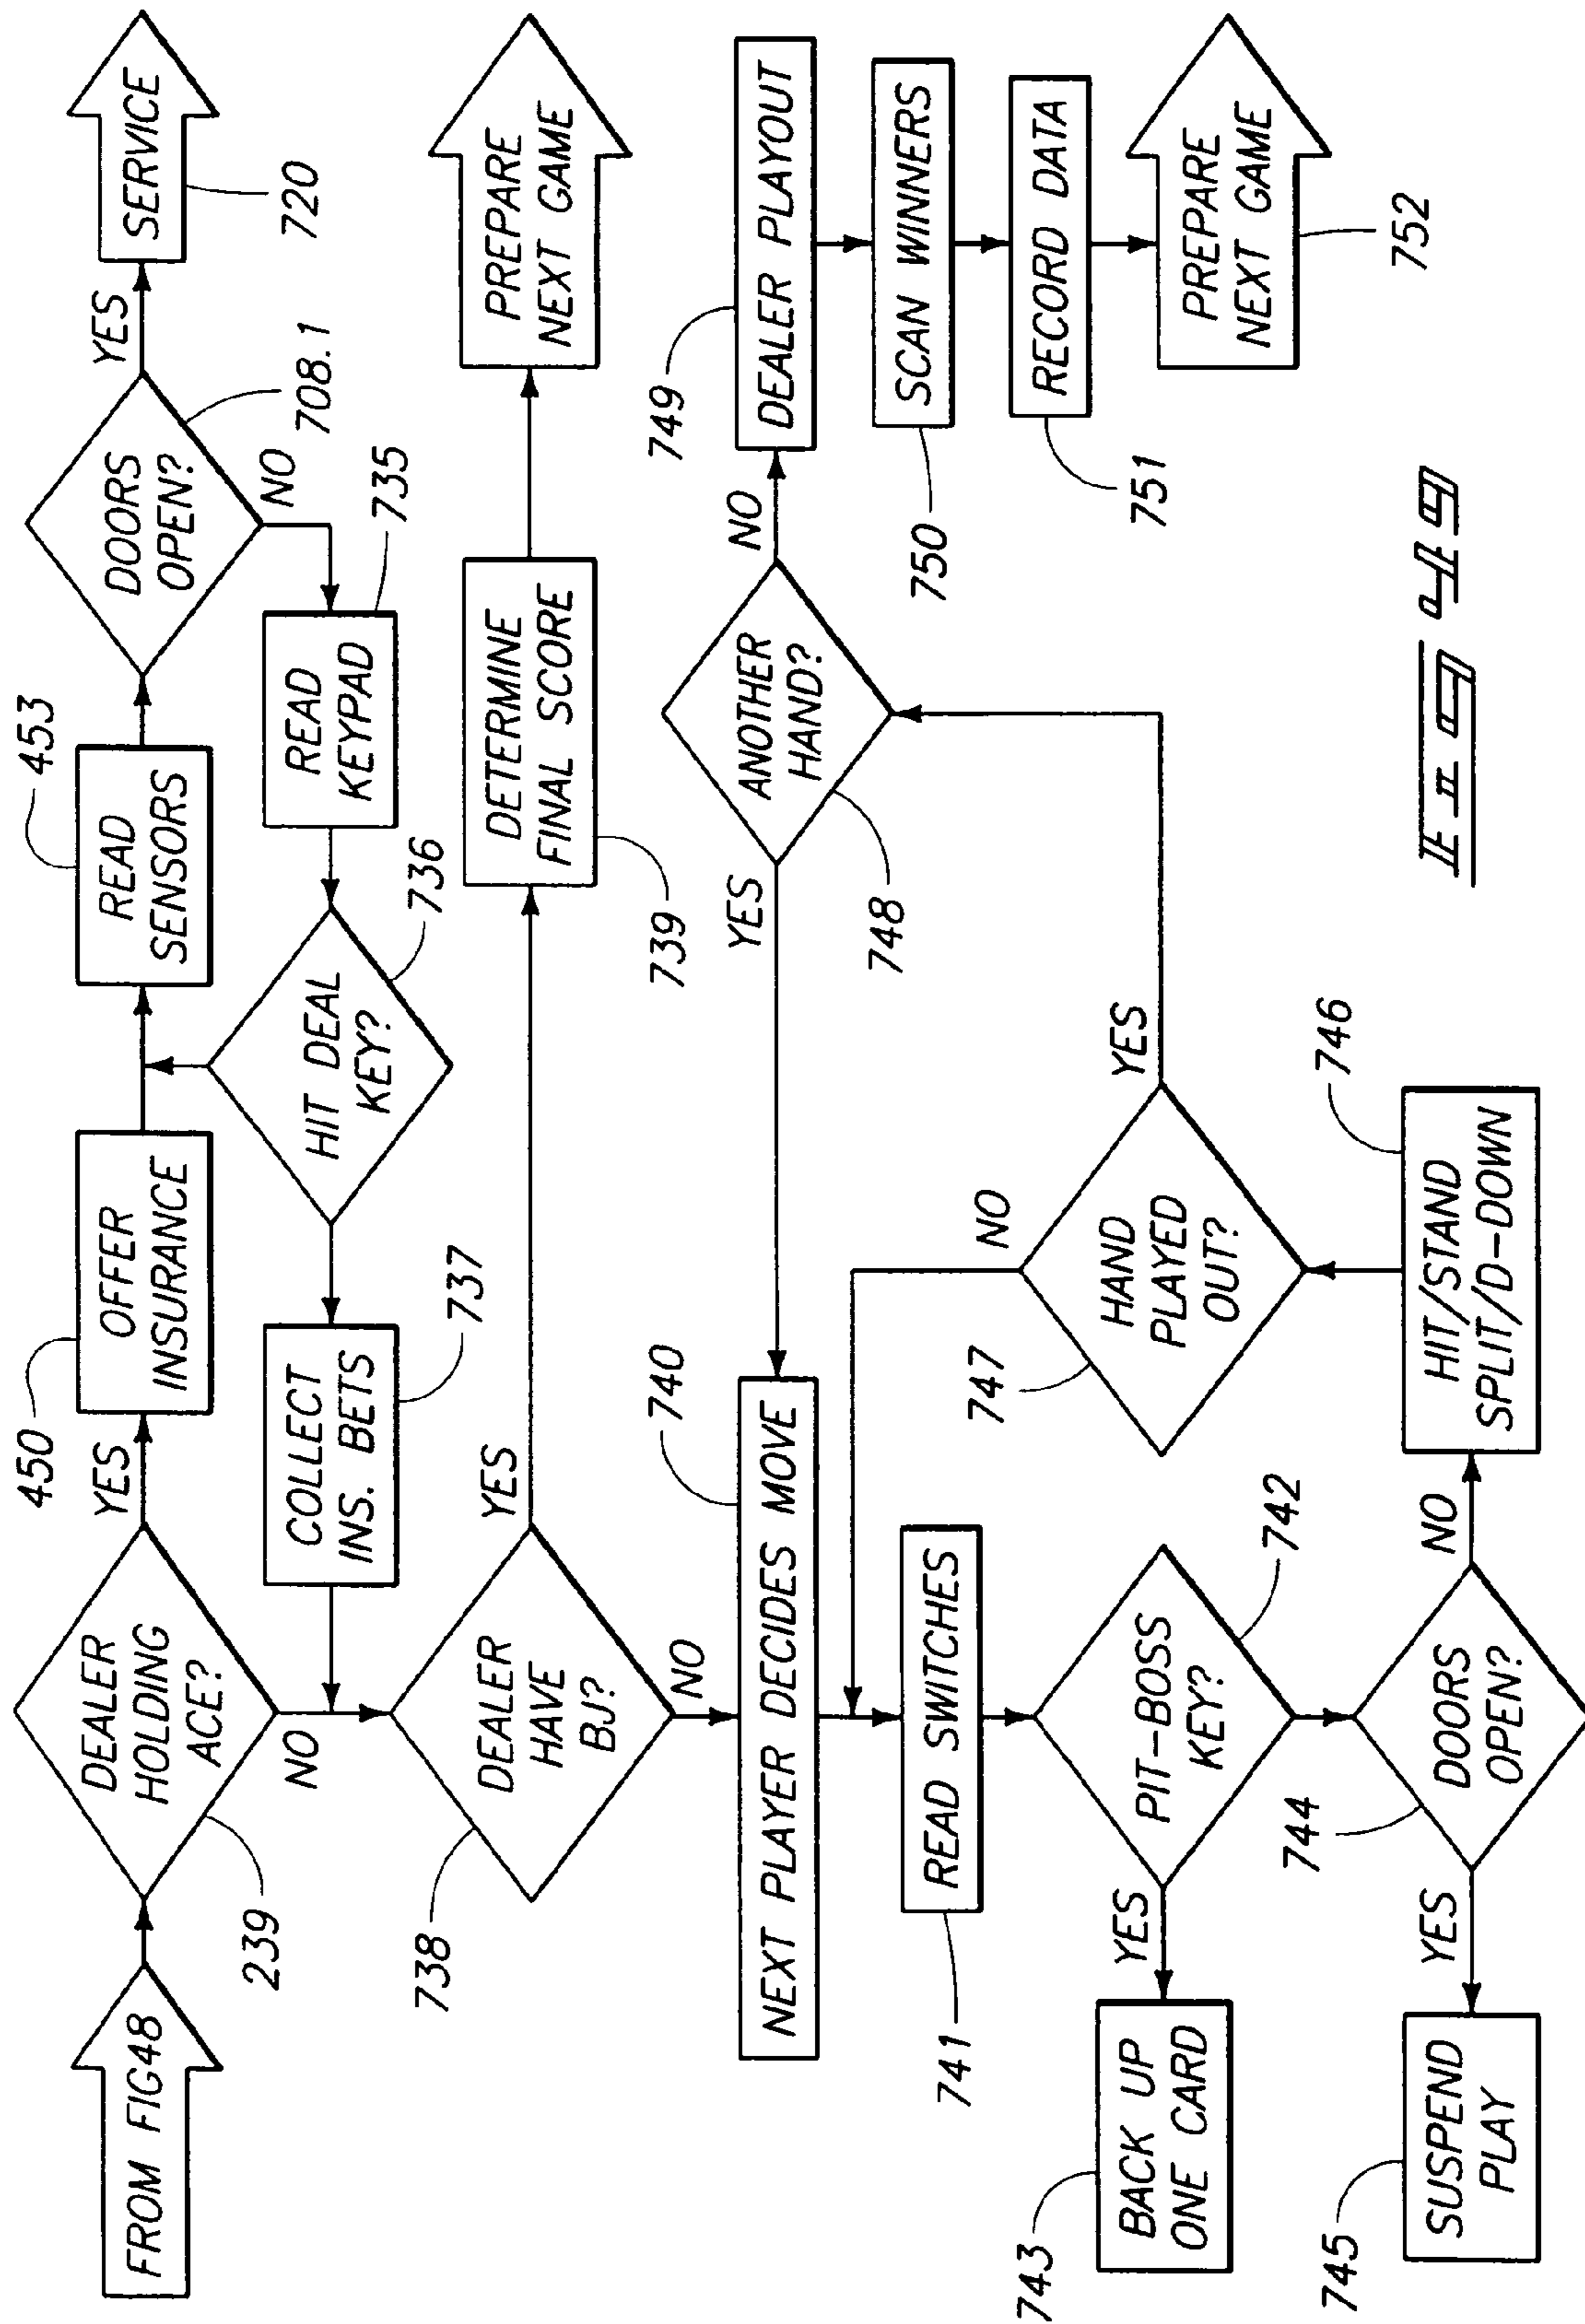 FROM FIG48
DEALER
HOLDING
ACE?
239
YES
NO
450
OFFER
INSURANCE
453
READ
SENSORS
DOORS
OPEN?
708.1
YES
NO
SERVICE
720
READ
KEYPAD
735
HIT DEAL
KEY?
736
COLLECT
INS. BETS
737
DEALER
HAVE
BJ?
738
YES
NO
DETERMINE
FINAL SCORE
739
PREPARE
NEXT GAME
NEXT PLAYER DECIDES MOVE
740
READ SWITCHES
741
PIT-BOSS
KEY?
742
YES
BACK UP
ONE CARD
743
DOORS
OPEN?
744
YES
NO
SUSPEND
PLAY
745
HIT/STAND
SPLIT/D-DOWN
746
HAND
PLAYED
OUT?
747
NO
YES
ANOTHER
HAND?
748
YES
NO
749
DEALER PLAYOUT
SCAN WINNERS
750
RECORD DATA
751
PREPARE
NEXT GAME
752